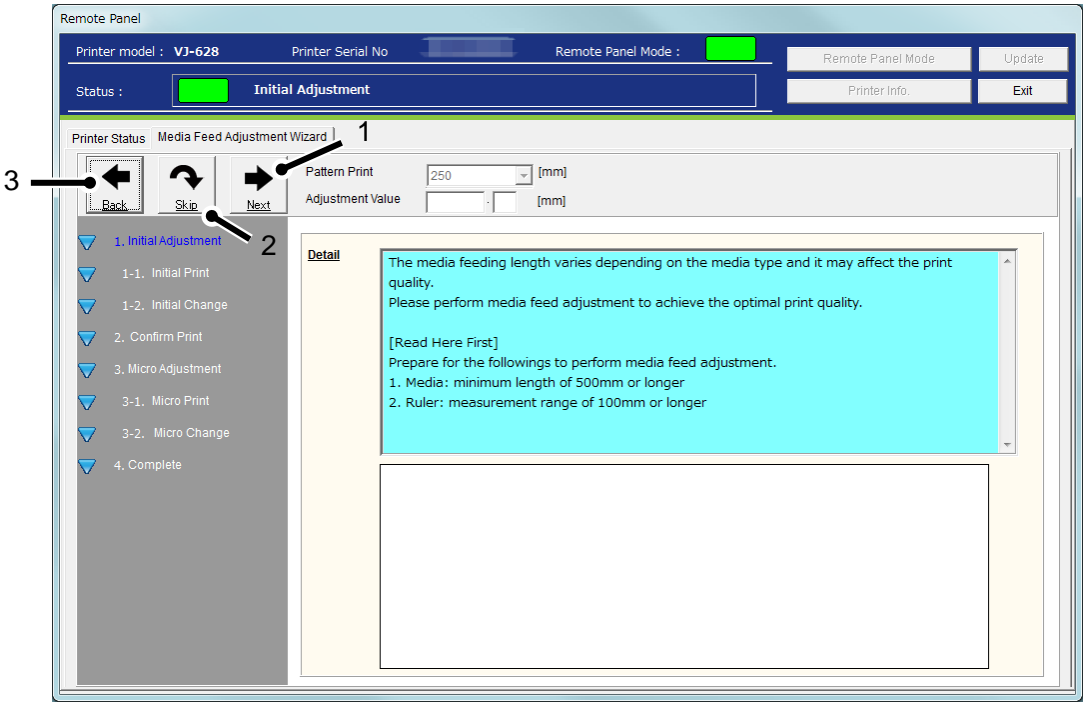 Remote Panel
Printer model : VJ-628 Printer Serial No Remote Panel Mode :
Remote Panel Mode Update
Status : Initial Adjustment
Printer Info. Exit
Printer Status Media Feed Adjustment Wizard
1
3
Back Skip Next
2
Pattern Print 250 [mm]
Adjustment Value . [mm]
1. Initial Adjustment
1-1. Initial Print
1-2. Initial Change
2. Confirm Print
3. Micro Adjustment
3-1. Micro Print
3-2. Micro Change
4. Complete
Detail
The media feeding length varies depending on the media type and it may affect the print
quality.
Please perform media feed adjustment to achieve the optimal print quality.
[Read Here First]
Prepare for the followings to perform media feed adjustment.
1. Media: minimum length of 500mm or longer
2. Ruler: measurement range of 100mm or longer